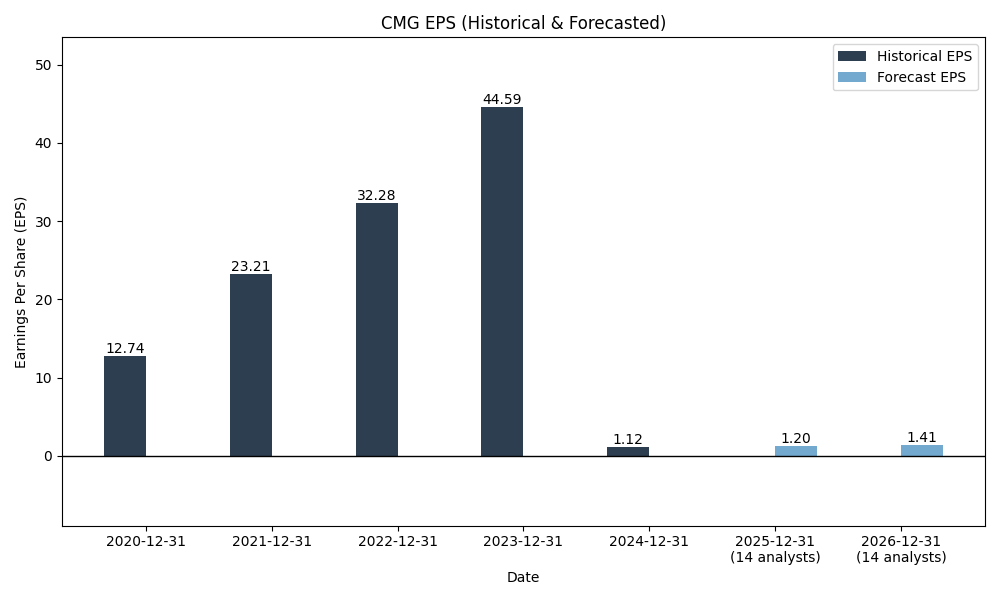 CMG EPS (Historical & Forecasted)
Historical EPS
Forecast EPS
Earnings Per Share (EPS)
50
40
30
20
10
0
12.74
23.21
32.28
44.59
1.12
1.20
1.41
2020-12-31
2021-12-31
2022-12-31
2023-12-31
2024-12-31
2025-12-31
(14 analysts)
2026-12-31
(14 analysts)
Date